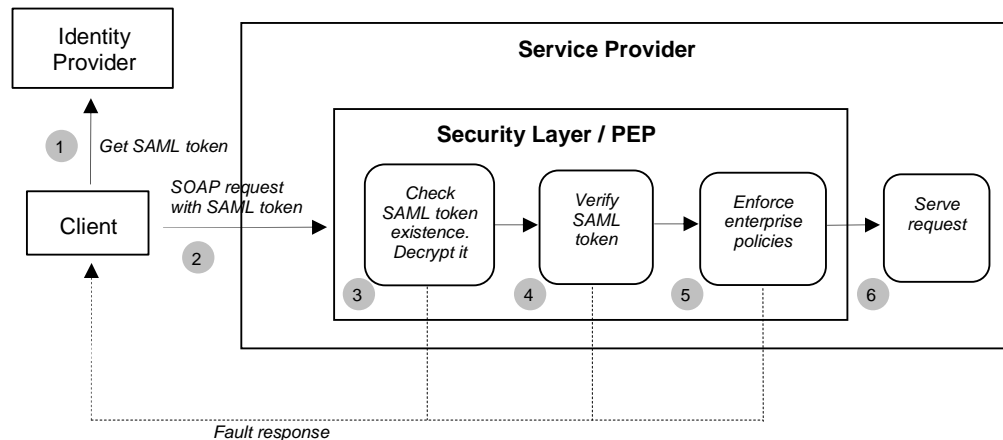 Identity
Provider
Service Provider
Security Layer / PEP
1
Get SAML token
SOAP request
with SAML token
Client
2
Check
SAML token
existence.
Decrypt it
3
Verify
SAML
token
4
Enforce
enterprise
policies
5
Serve
request
6
Fault response